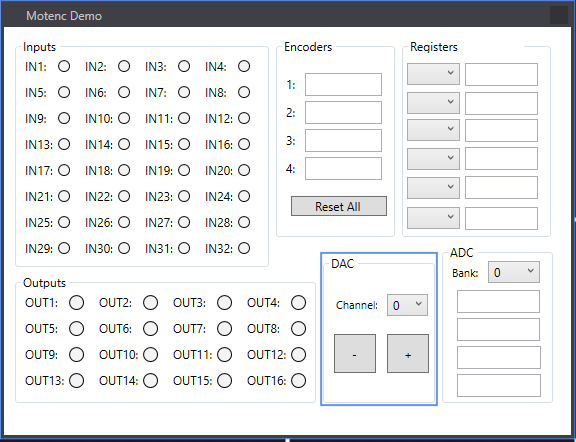 Motenc Demo
Inputs
IN1: IN2: IN3: IN4:
IN5: IN6: IN7: IN8:
IN9: IN10: IN11: IN12:
IN13: IN14: IN15: IN16:
IN17: IN18: IN19: IN20:
IN21: IN22: IN23: IN24:
IN25: IN26: IN27: IN28:
IN29: IN30: IN31: IN32:
Encoders
1:
2:
3:
4:
Reset All
Registers
Outputs
OUT1: OUT2: OUT3: OUT4:
OUT5: OUT6: OUT7: OUT8:
OUT9: OUT10: OUT11: OUT12:
OUT13: OUT14: OUT15: OUT16:
DAC
Channel: 0
- +
ADC
Bank: 0